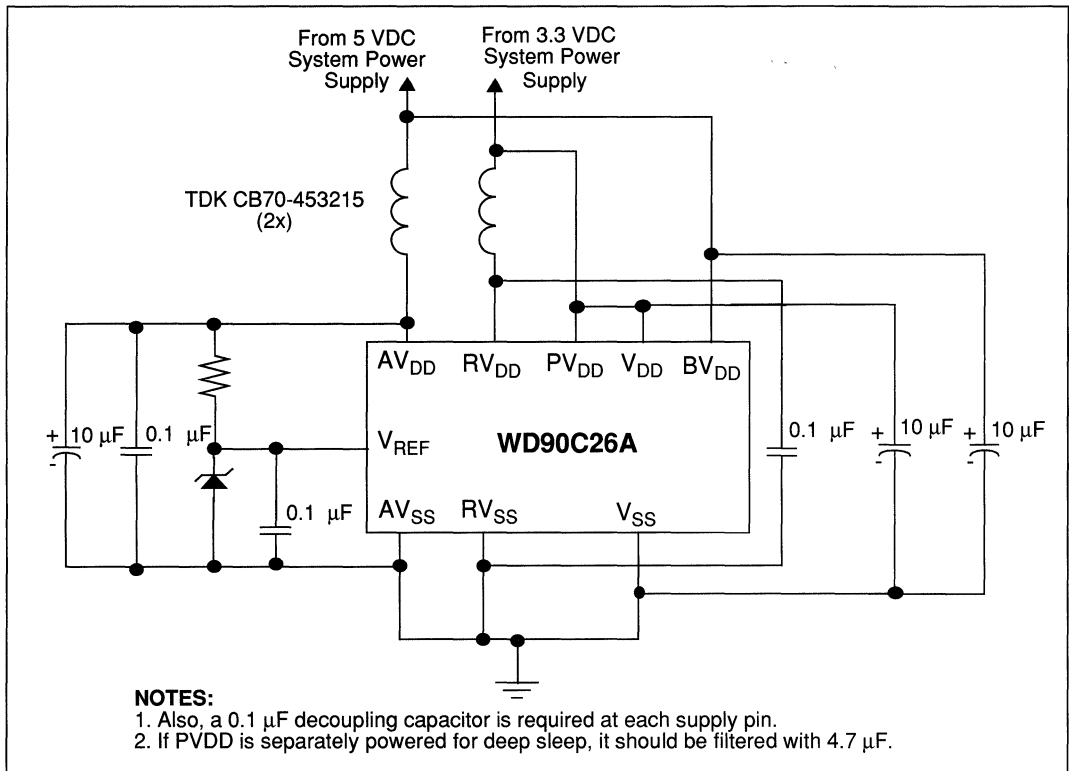 From 5 VDC
System Power
Supply
From 3.3 VDC
System Power
Supply
TDK CB70-453215
(2x)
AVDD
RVDD
PVDD
VDD
BVDD
+ 10 µF
-
0.1 µF
VREF
WD90C26A
0.1 µF
+ 10 µF
-
+ 10 µF
-
0.1 µF
AVSS
RVSS
VSS
NOTES:
1. Also, a 0.1 µF decoupling capacitor is required at each supply pin.
2. If PVDD is separately powered for deep sleep, it should be filtered with 4.7 µF.